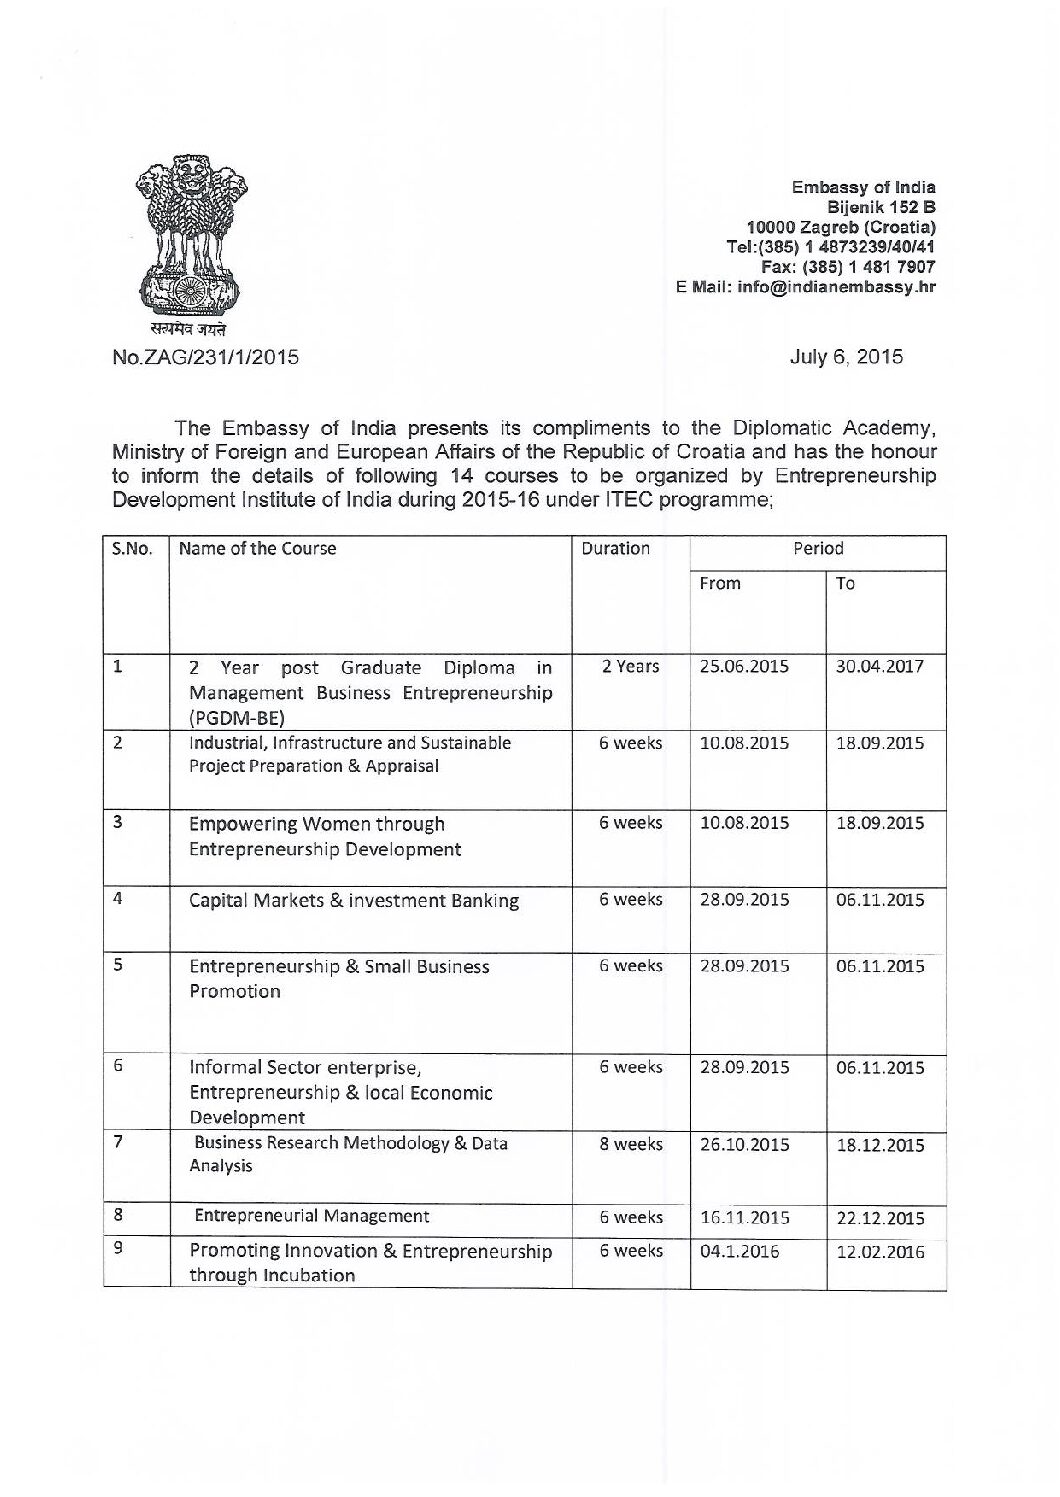 Embassy of India
Bijenik 152 B
10000 Zagreb (Croatia)
Tel:(385) 1 4873239/40/41
Fax: (385) 1 481 7907
E Mail: info@indianembassy.hr
सत्यमेव जयते
No.ZAG/231/1/2015 July 6, 2015
The Embassy of India presents its compliments to the Diplomatic Academy,
Ministry of Foreign and European Affairs of the Republic of Croatia and has the honour
to inform the details of following 14 courses to be organized by Entrepreneurship
Development Institute of India during 2015-16 under ITEC programme;
S.No. Name of the Course Duration Period
From To
1 2 Year post Graduate Diploma in 2 Years 25.06.2015 30.04.2017
Management Business Entrepreneurship
(PGDM-BE)
2 Industrial, Infrastructure and Sustainable 6 weeks 10.08.2015 18.09.2015
Project Preparation & Appraisal
3 Empowering Women through 6 weeks 10.08.2015 18.09.2015
Entrepreneurship Development
4 Capital Markets & investment Banking 6 weeks 28.09.2015 06.11.2015
5 Entrepreneurship & Small Business 6 weeks 28.09.2015 06.11.2015
Promotion
6 Informal Sector enterprise, 6 weeks 28.09.2015 06.11.2015
Entrepreneurship & local Economic
Development
7 Business Research Methodology & Data 8 weeks 26.10.2015 18.12.2015
Analysis
8 Entrepreneurial Management 6 weeks 16.11.2015 22.12.2015
9 Promoting Innovation & Entrepreneurship 6 weeks 04.1.2016 12.02.2016
through Incubation